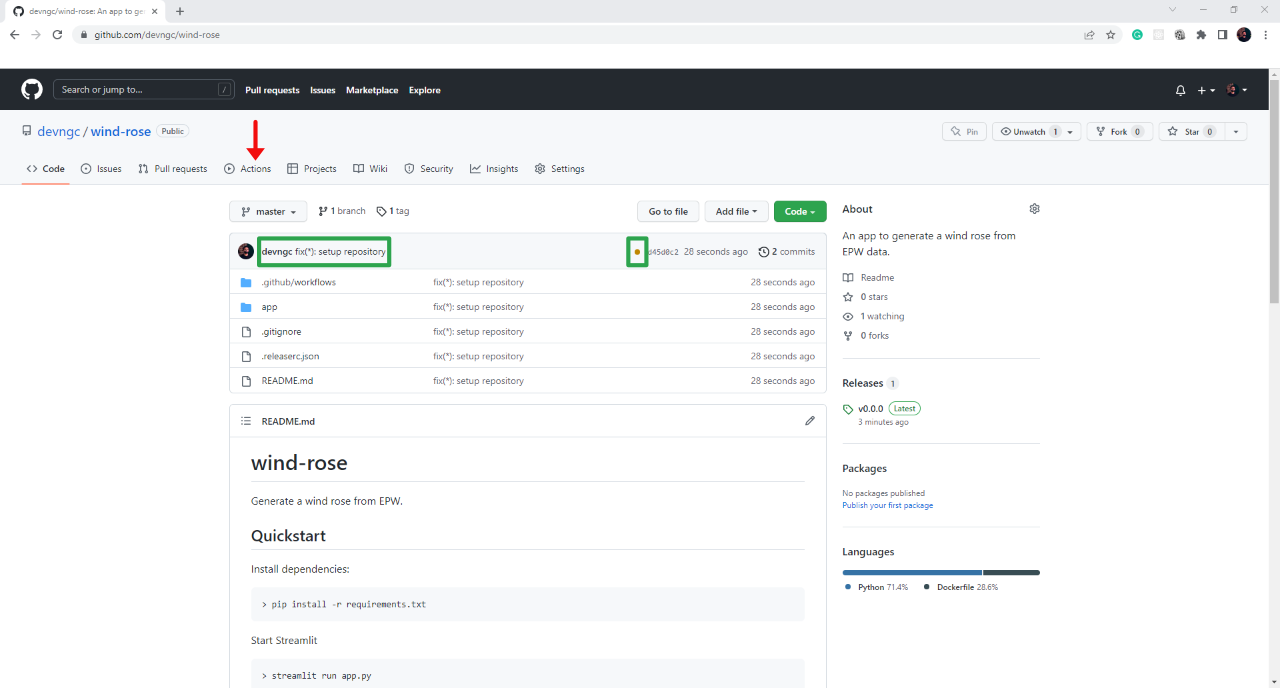 devngc/wind-rose: An app to ge
github.com/devngc/wind-rose
Search or jump to... /
Pull requests Issues Marketplace Explore
devngc / wind-rose Public
Pin Unwatch 1 Fork 0 Star 0
Code Issues Pull requests Actions Projects Wiki Security Insights Settings
master 1 branch 1 tag Go to file Add file Code
devngc fix(*): setup repository d45d0c2 28 seconds ago 2 commits
.github/workflows fix(*): setup repository 28 seconds ago
app fix(*): setup repository 28 seconds ago
.gitignore fix(*): setup repository 28 seconds ago
.releaserc.json fix(*): setup repository 28 seconds ago
README.md fix(*): setup repository 28 seconds ago
README.md
wind-rose
Generate a wind rose from EPW.
Quickstart
Install dependencies:
> pip install -r requirements.txt
Start Streamlit
> streamlit run app.py
About
An app to generate a wind rose from
EPW data.
Readme
0 stars
1 watching
0 forks
Releases 1
v0.0.0 Latest
3 minutes ago
Packages
No packages published
Publish your first package
Languages
Python 71.4% Dockerfile 28.6%